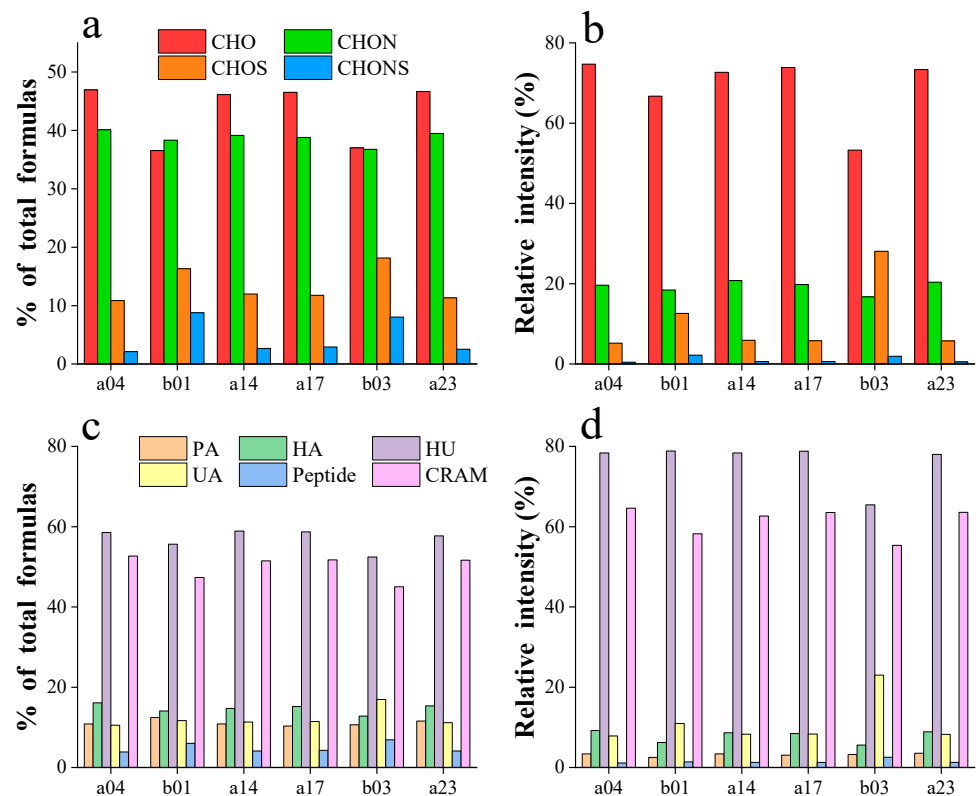 a
CHO CHON
CHOS CHONS
% of total formulas
50
40
30
20
10
0
a04 b01 a14 a17 b03 a23
b
Relative intensity (%)
80
60
40
20
0
a04 b01 a14 a17 b03 a23
c
PA HA HU
UA Peptide CRAM
% of total formulas
80
60
40
20
0
a04 b01 a14 a17 b03 a23
d
Relative intensity (%)
80
60
40
20
0
a04 b01 a14 a17 b03 a23